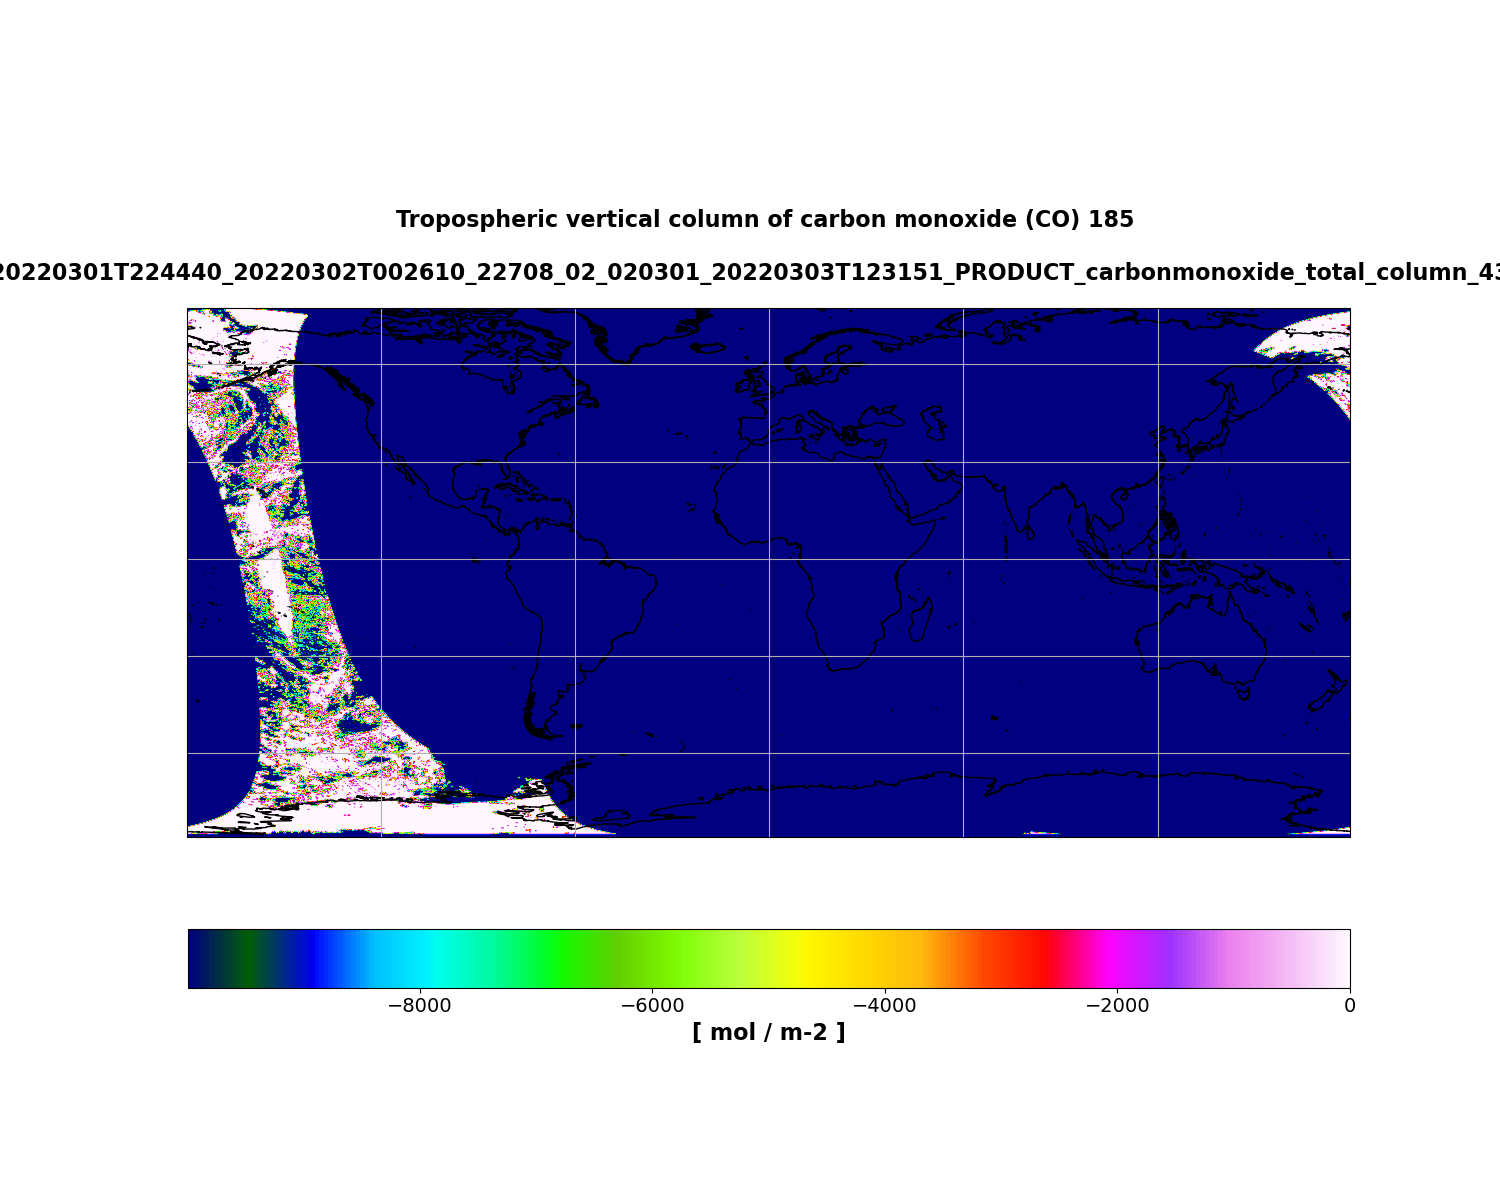 Tropospheric vertical column of carbon monoxide (CO) 185
20220301T224440_20220302T002610_22708_02_020301_20220303T123151_PRODUCT_carbonmonoxide_total_column_43
−8000 −6000 −4000 −2000 0
[ mol / m-2 ]